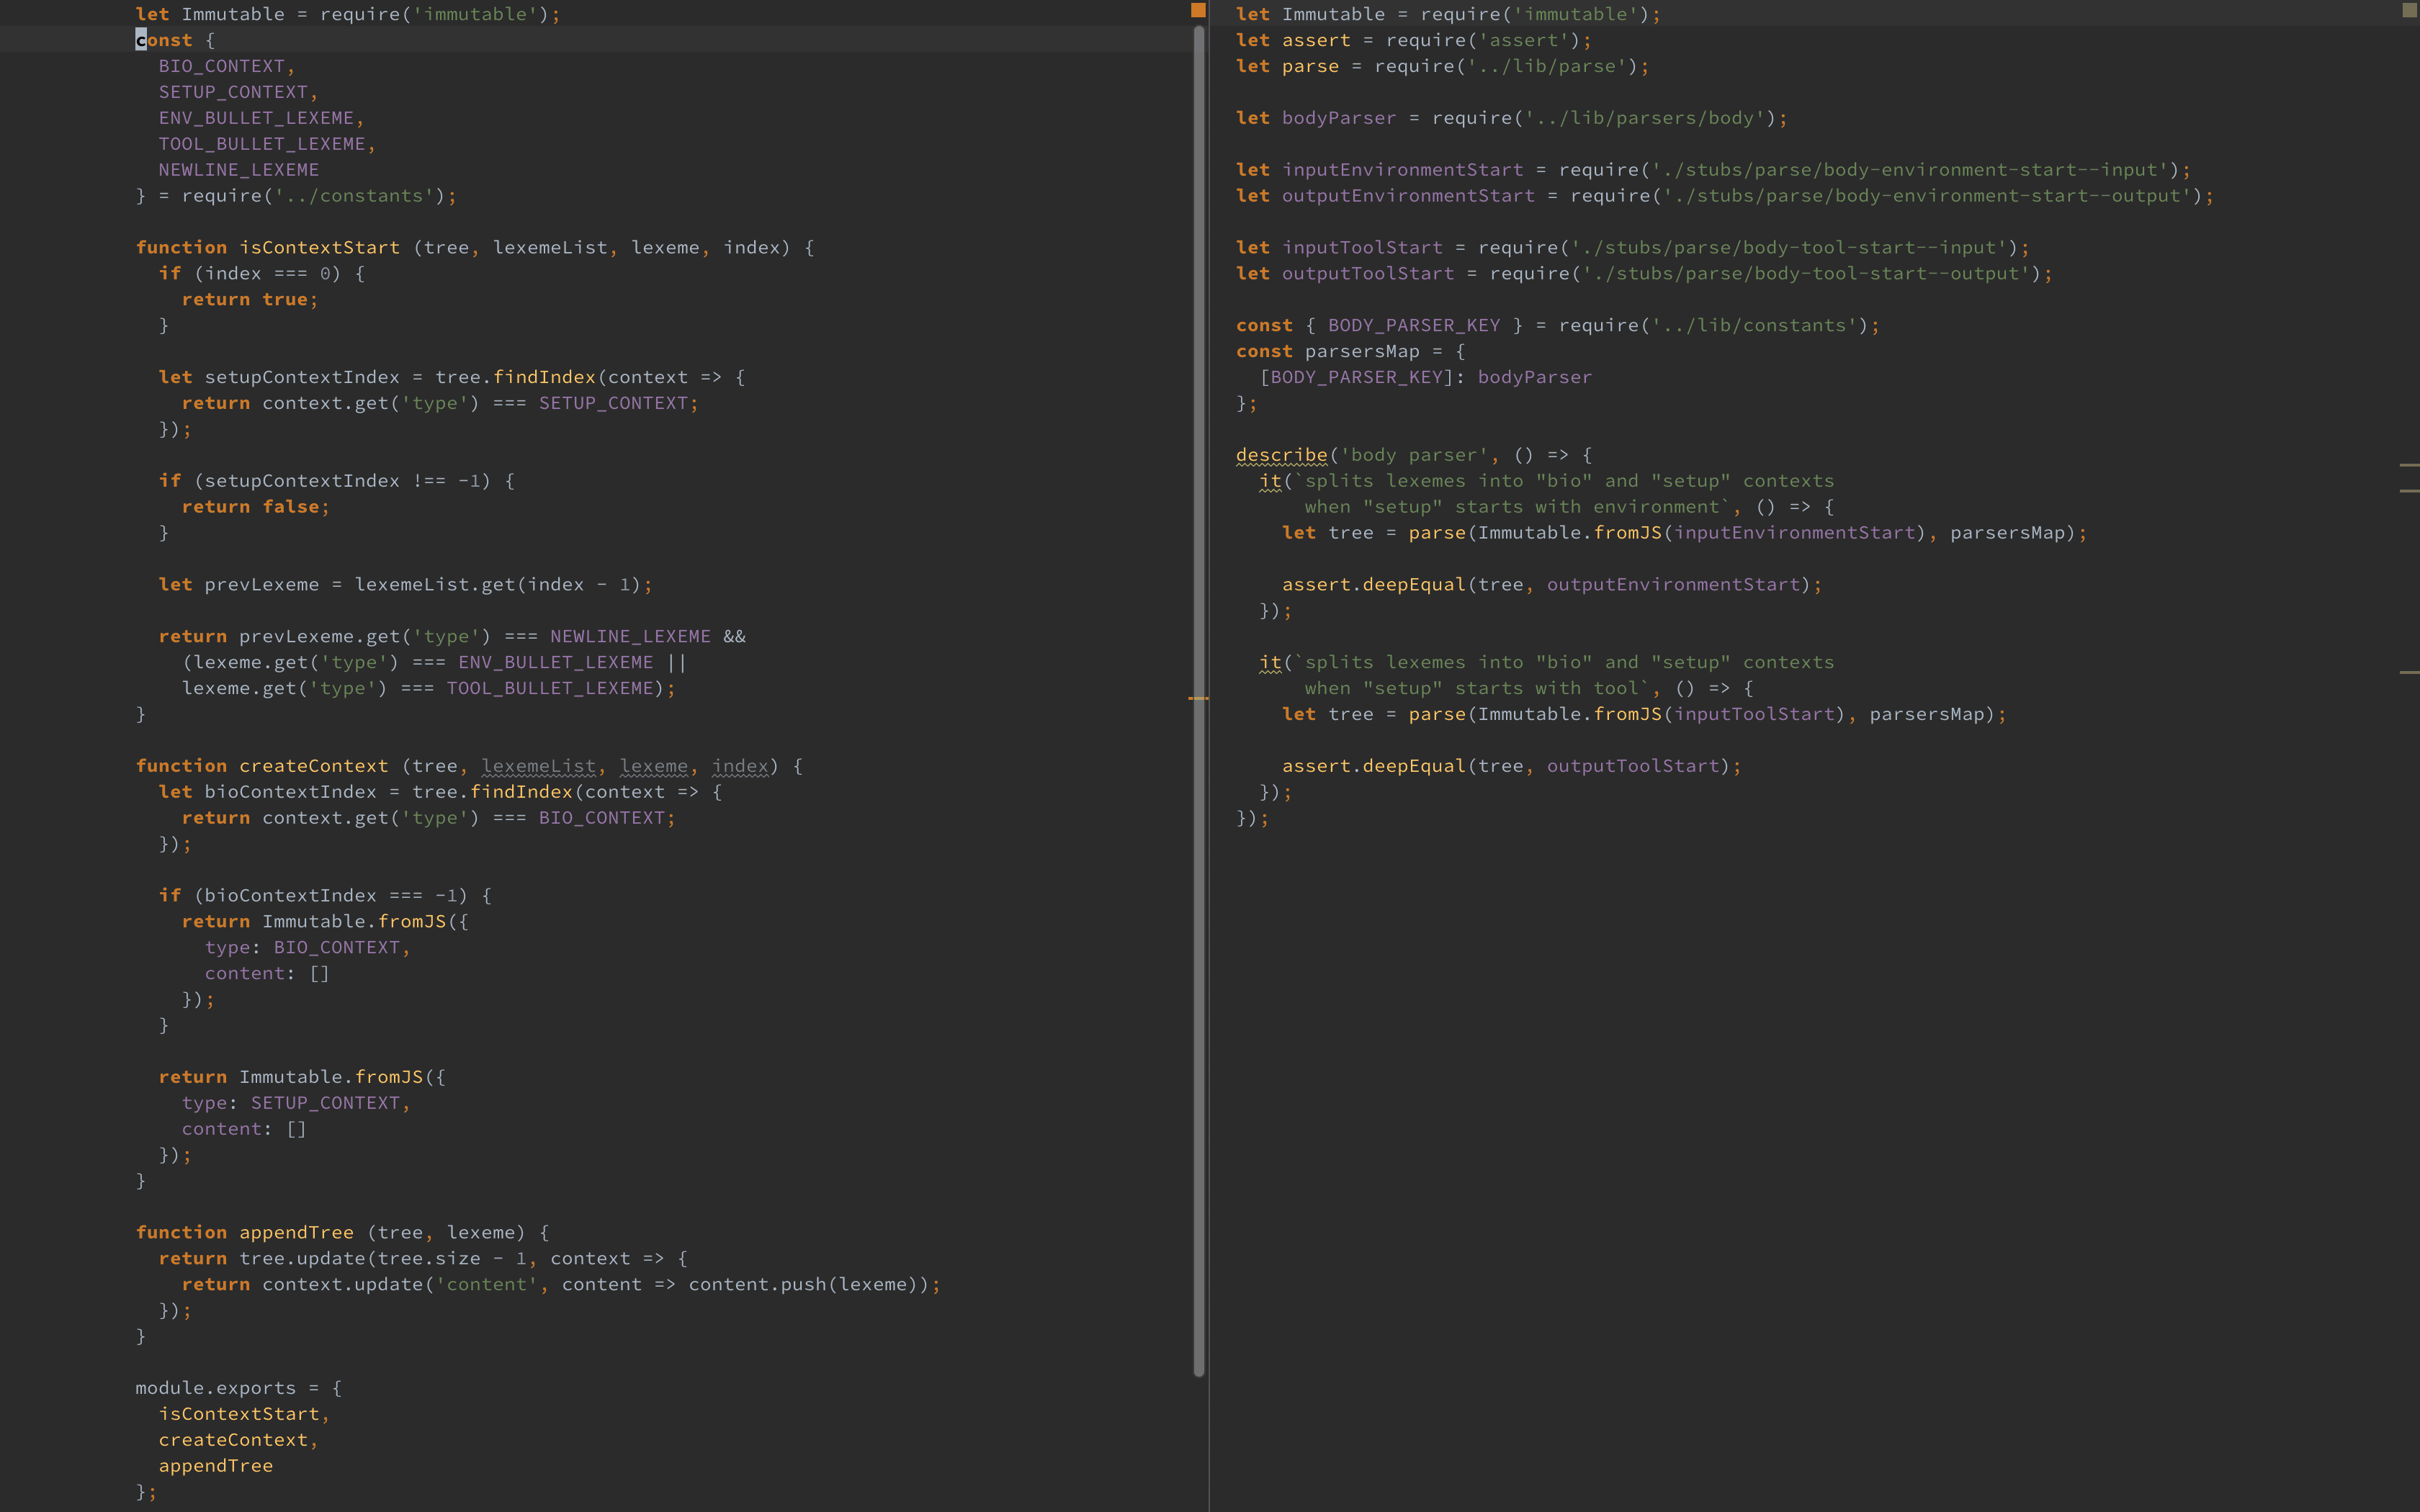 let Immutable = require('immutable');
const {
  BIO_CONTEXT,
  SETUP_CONTEXT,
  ENV_BULLET_LEXEME,
  TOOL_BULLET_LEXEME,
  NEWLINE_LEXEME
} = require('../constants');

function isContextStart (tree, lexemeList, lexeme, index) {
  if (index === 0) {
    return true;
  }

  let setupContextIndex = tree.findIndex(context => {
    return context.get('type') === SETUP_CONTEXT;
  });

  if (setupContextIndex !== -1) {
    return false;
  }

  let prevLexeme = lexemeList.get(index - 1);

  return prevLexeme.get('type') === NEWLINE_LEXEME &&
    (lexeme.get('type') === ENV_BULLET_LEXEME ||
    lexeme.get('type') === TOOL_BULLET_LEXEME);
}

function createContext (tree, lexemeList, lexeme, index) {
  let bioContextIndex = tree.findIndex(context => {
    return context.get('type') === BIO_CONTEXT;
  });

  if (bioContextIndex === -1) {
    return Immutable.fromJS({
      type: BIO_CONTEXT,
      content: []
    });
  }

  return Immutable.fromJS({
    type: SETUP_CONTEXT,
    content: []
  });
}

function appendTree (tree, lexeme) {
  return tree.update(tree.size - 1, context => {
    return context.update('content', content => content.push(lexeme));
  });
}

module.exports = {
  isContextStart,
  createContext,
  appendTree
};

let Immutable = require('immutable');
let assert = require('assert');
let parse = require('../lib/parse');

let bodyParser = require('../lib/parsers/body');

let inputEnvironmentStart = require('./stubs/parse/body-environment-start--input');
let outputEnvironmentStart = require('./stubs/parse/body-environment-start--output');

let inputToolStart = require('./stubs/parse/body-tool-start--input');
let outputToolStart = require('./stubs/parse/body-tool-start--output');

const { BODY_PARSER_KEY } = require('../lib/constants');
const parsersMap = {
  [BODY_PARSER_KEY]: bodyParser
};

describe('body parser', () => {
  it(`splits lexemes into "bio" and "setup" contexts
      when "setup" starts with environment`, () => {
    let tree = parse(Immutable.fromJS(inputEnvironmentStart), parsersMap);

    assert.deepEqual(tree, outputEnvironmentStart);
  });

  it(`splits lexemes into "bio" and "setup" contexts
      when "setup" starts with tool`, () => {
    let tree = parse(Immutable.fromJS(inputToolStart), parsersMap);

    assert.deepEqual(tree, outputToolStart);
  });
});